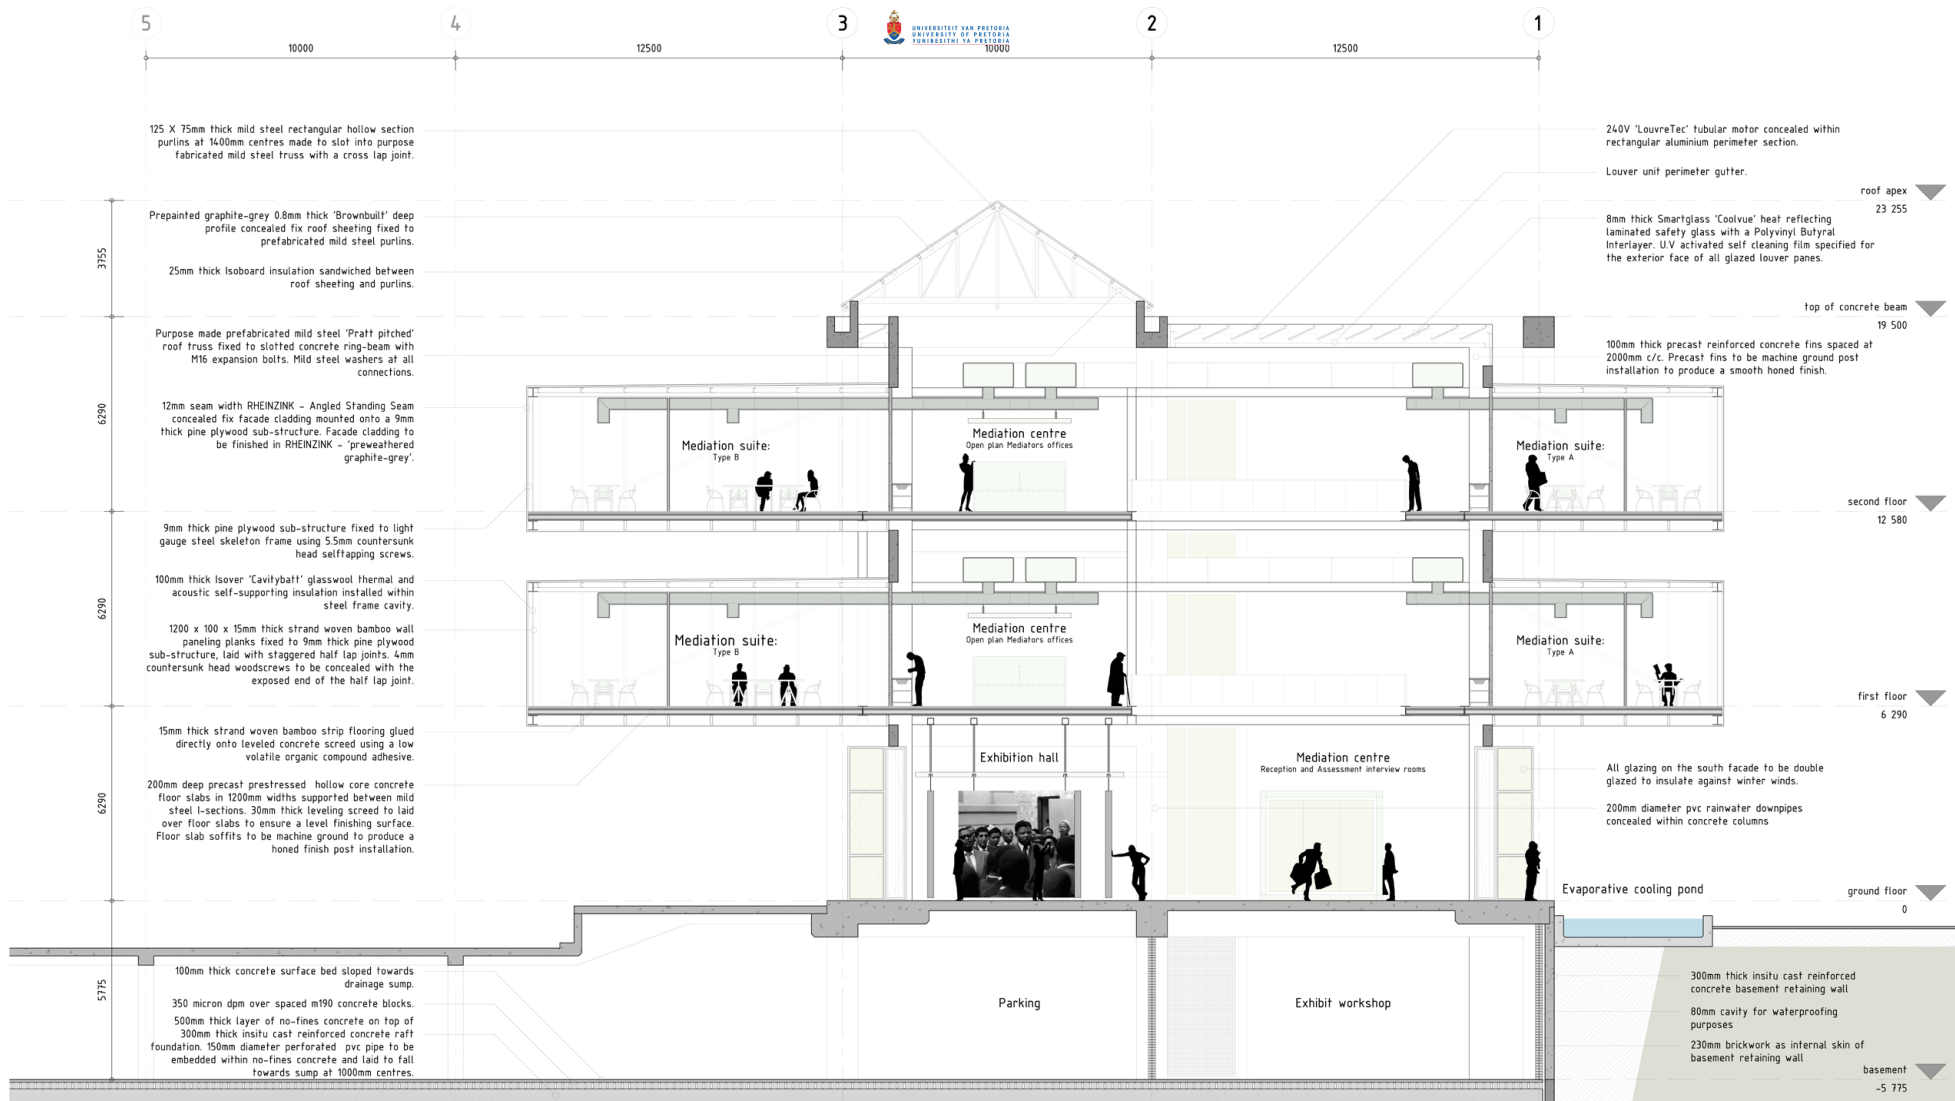 5
4
3
2
1
UNIVERSITEIT VAN PRETORIA
UNIVERSITY OF PRETORIA
YUNIBESITHI YA PRETORIA
10000
12500
10000
12500
125 X 75mm thick mild steel rectangular hollow section
purlins at 1400mm centres made to slot into purpose
fabricated mild steel truss with a cross lap joint.
Prepainted graphite-grey 0.8mm thick 'Brownbuilt' deep
profile concealed fix roof sheeting fixed to
prefabricated mild steel purlins.
25mm thick Isoboard insulation sandwiched between
roof sheeting and purlins.
Purpose made prefabricated mild steel 'Pratt pitched'
roof truss fixed to slotted concrete ring-beam with
M16 expansion bolts. Mild steel washers at all
connections.
12mm seam width RHEINZINK - Angled Standing Seam
concealed fix facade cladding mounted onto a 9mm
thick pine plywood sub-structure. Facade cladding to
be finished in RHEINZINK - 'preweathered
graphite-grey'.
9mm thick pine plywood sub-structure fixed to light
gauge steel skeleton frame using 5.5mm countersunk
head selftapping screws.
100mm thick Isover 'Cavitybatt' glasswool thermal and
acoustic self-supporting insulation installed within
steel frame cavity.
1200 x 100 x 15mm thick strand woven bamboo wall
paneling planks fixed to 9mm thick pine plywood
sub-structure, laid with staggered half lap joints. 4mm
countersunk head woodscrews to be concealed with the
exposed end of the half lap joint.
15mm thick strand woven bamboo strip flooring glued
directly onto leveled concrete screed using a low
volatile organic compound adhesive.
200mm deep precast prestressed hollow core concrete
floor slabs in 1200mm widths supported between mild
steel I-sections. 30mm thick leveling screed to laid
over floor slabs to ensure a level finishing surface.
Floor slab soffits to be machine ground to produce a
honed finish post installation.
100mm thick concrete surface bed sloped towards
drainage sump.
350 micron dpm over spaced m190 concrete blocks.
500mm thick layer of no-fines concrete on top of
300mm thick insitu cast reinforced concrete raft
foundation. 150mm diameter perforated pvc pipe to be
embedded within no-fines concrete and laid to fall
towards sump at 1000mm centres.
3755
6290
6290
6290
5775
Mediation suite:
Type B
Mediation centre
Open plan Mediators offices
Mediation suite:
Type A
Mediation suite:
Type B
Mediation centre
Open plan Mediators offices
Mediation suite:
Type A
Exhibition hall
Mediation centre
Reception and Assessment interview rooms
Evaporative cooling pond
Parking
Exhibit workshop
240V 'LouvreTec' tubular motor concealed within
rectangular aluminium perimeter section.
Louver unit perimeter gutter.
roof apex
23 255
8mm thick Smartglass 'Coolvue' heat reflecting
laminated safety glass with a Polyvinyl Butyral
Interlayer. U.V activated self cleaning film specified for
the exterior face of all glazed louver panes.
top of concrete beam
19 500
100mm thick precast reinforced concrete fins spaced at
2000mm c/c. Precast fins to be machine ground post
installation to produce a smooth honed finish.
second floor
12 580
first floor
6 290
All glazing on the south facade to be double
glazed to insulate against winter winds.
200mm diameter pvc rainwater downpipes
concealed within concrete columns
ground floor
0
300mm thick insitu cast reinforced
concrete basement retaining wall
80mm cavity for waterproofing
purposes
230mm brickwork as internal skin of
basement retaining wall
basement
-5 775